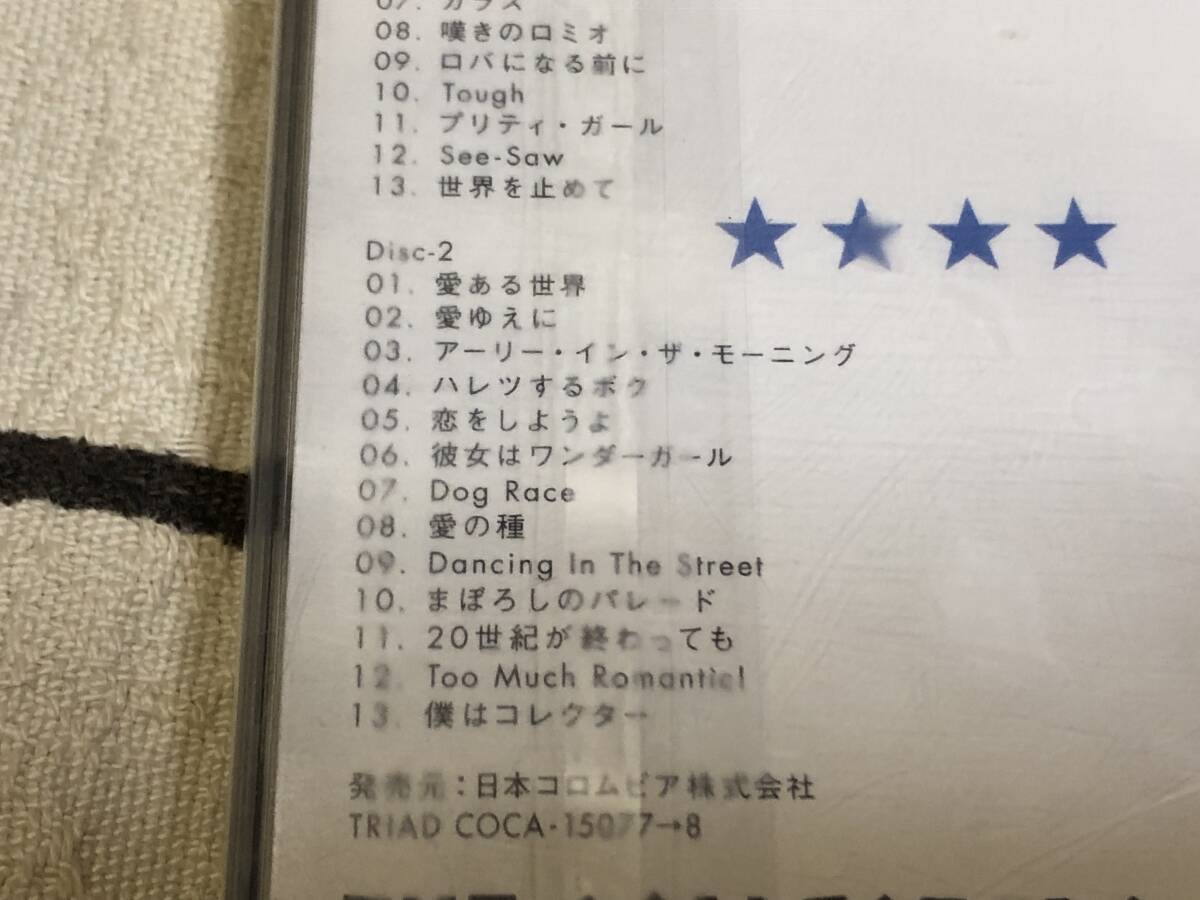 07. ガラス
08. 嘆きのロミオ
09. ロバになる前に
10. Tough
11. プリティ・ガール
12. See-Saw
13. 世界を止めて
Disc-2
01. 愛ある世界
02. 愛ゆえに
03. アーリー・イン・ザ・モーニング
04. ハレツするボク
05. 恋をしようよ
06. 彼女はワンダーガール
07. Dog Race
08. 愛の種
09. Dancing In The Street
10. まぼろしのパレード
11. 20世紀が終わっても
12. Too Much Romantic!
13. 僕はコレクター
発売元：日本コロムビア株式会社
TRIAD COCA-15077→8